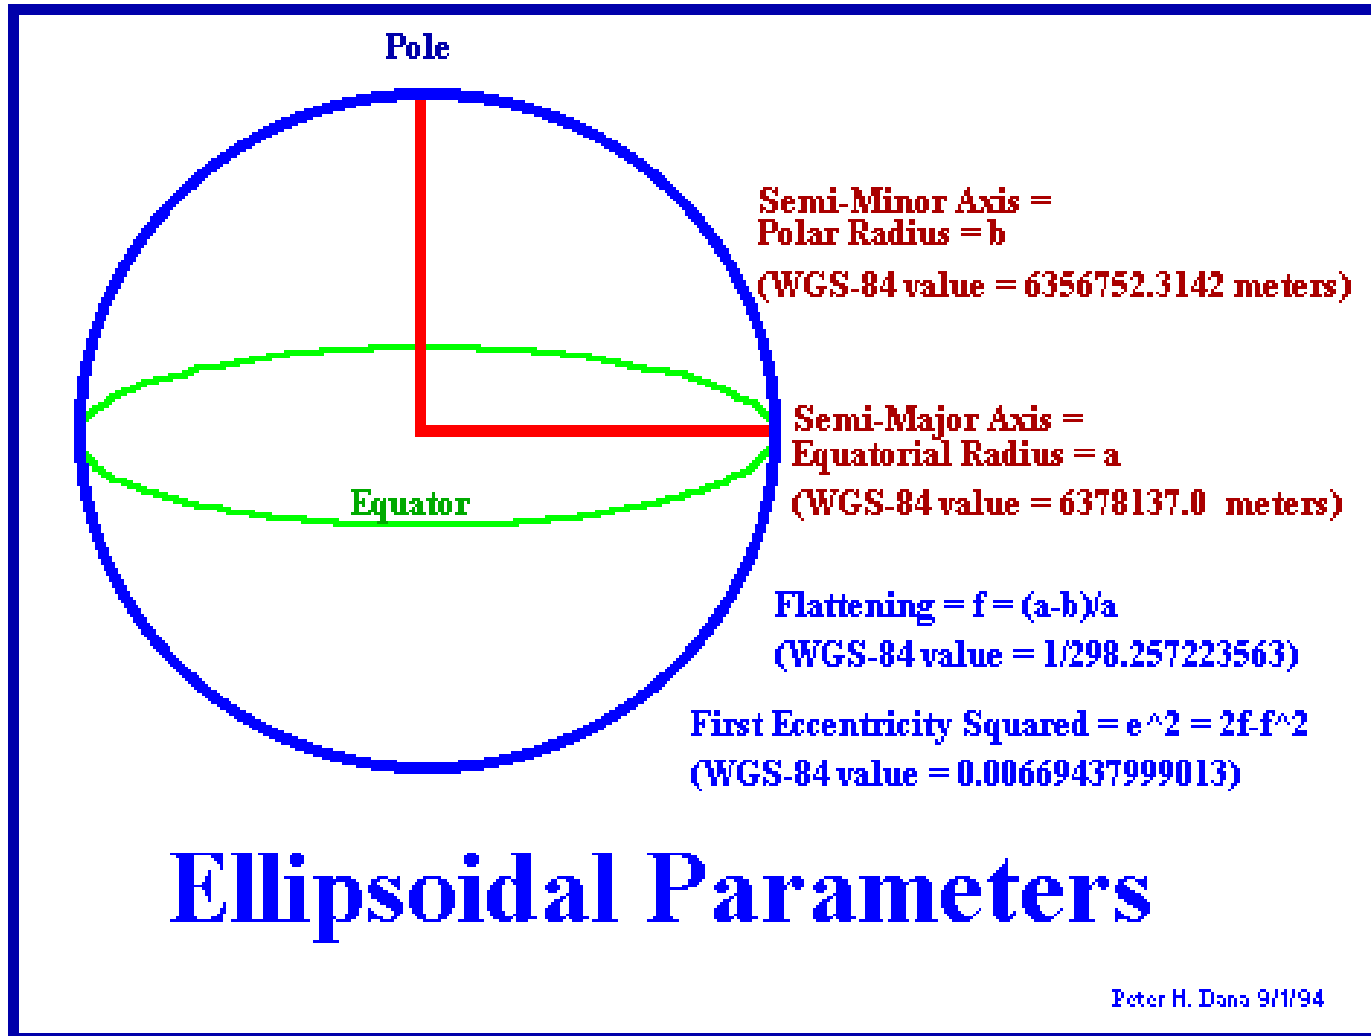 Pole
Semi-Minor Axis =
Polar Radius = b
(WGS-84 value = 6356752.3142 meters)
Semi-Major Axis =
Equatorial Radius = a
(WGS-84 value = 6378137.0 meters)
Equator
Flattening = f = (a-b)/a
(WGS-84 value = 1/298.257223563)
First Eccentricity Squared = e^2 = 2f-f^2
(WGS-84 value = 0.00669437999013)
Ellipsoidal Parameters
Peter H. Dana 9/1/94